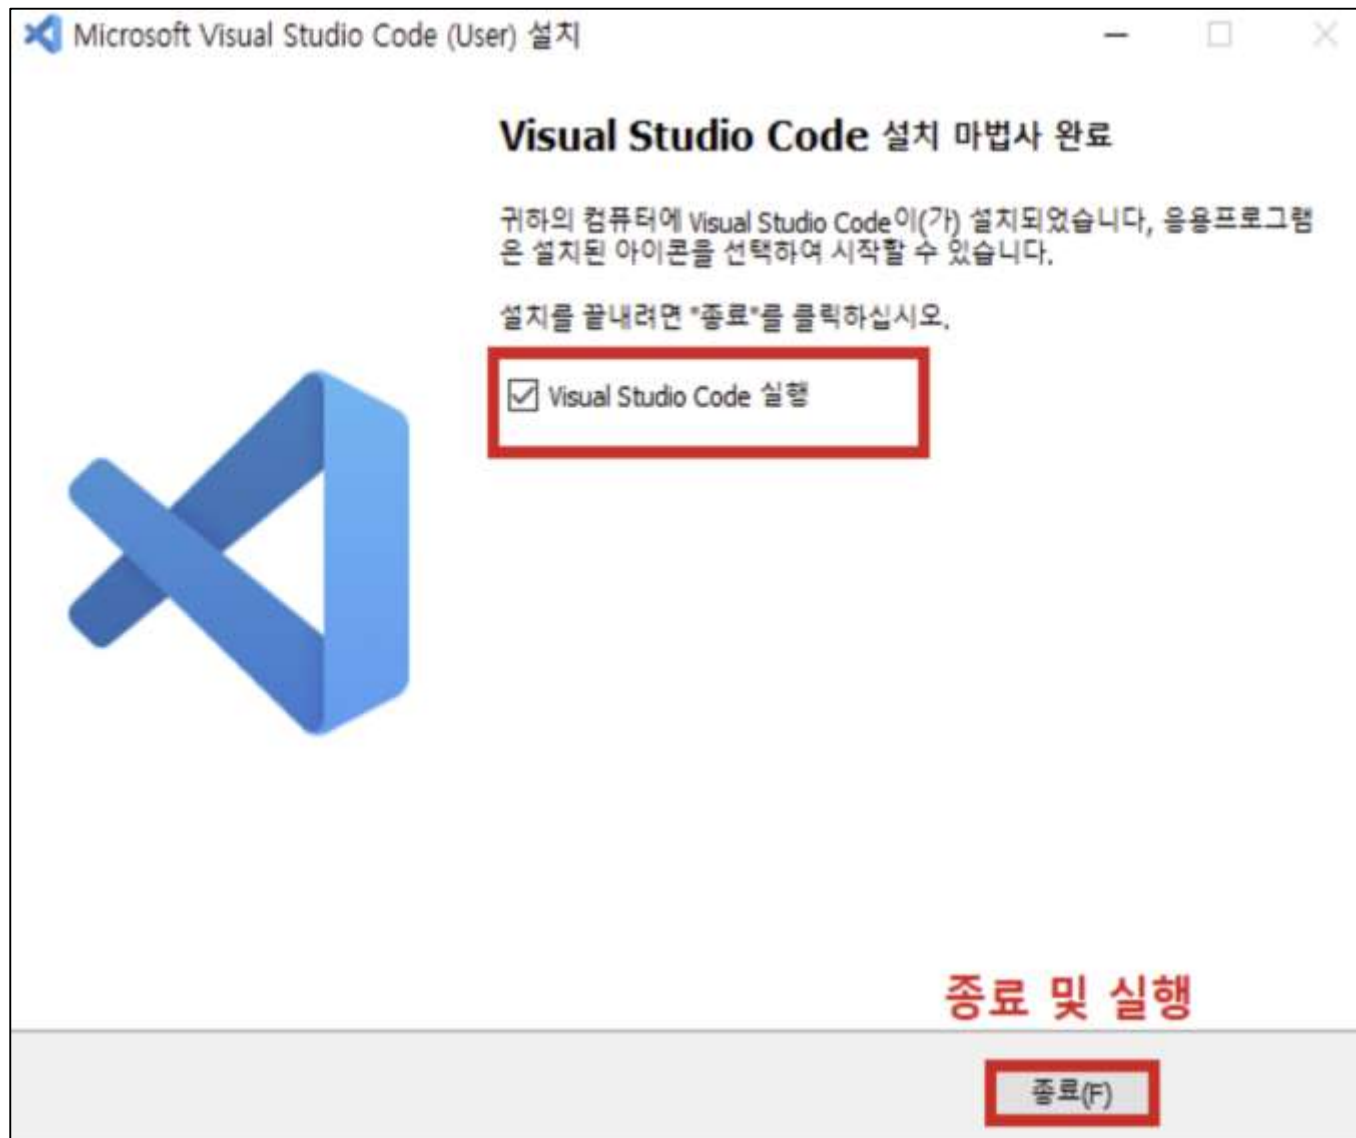 Microsoft Visual Studio Code (User) 설치
Visual Studio Code 설치 마법사 완료
귀하의 컴퓨터에 Visual Studio Code이(가) 설치되었습니다, 응용프로그램
은 설치된 아이콘을 선택하여 시작할 수 있습니다.
설치를 끝내려면 "종료"를 클릭하십시오.
Visual Studio Code 실행
종료 및 실행
종료(F)